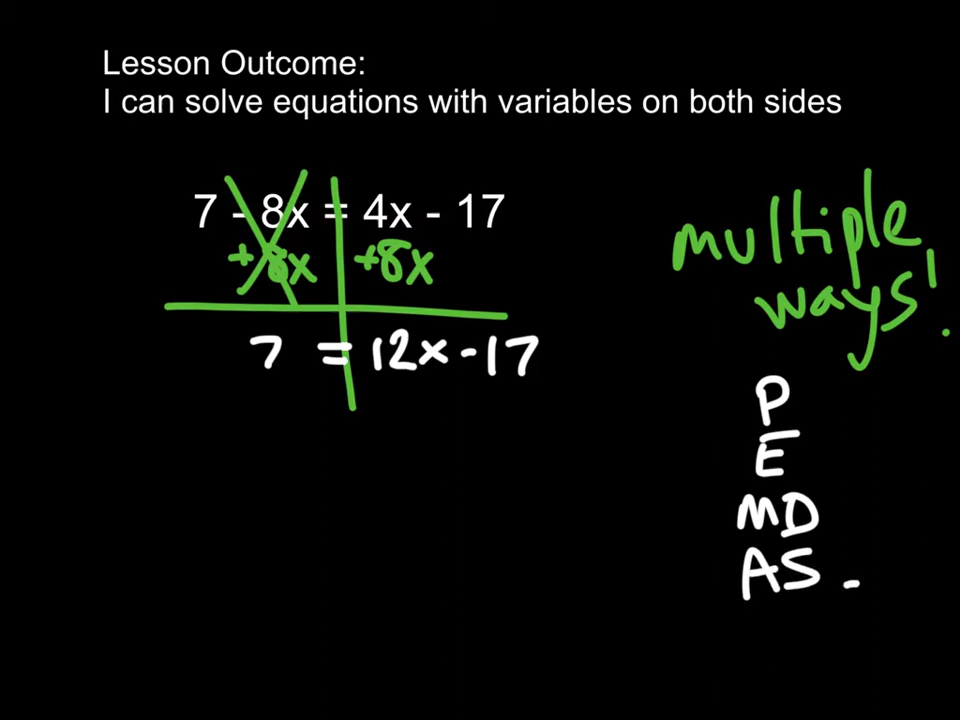 Lesson Outcome:
I can solve equations with variables on both sides
7 - 8x = 4x - 17
+8x +8x
7 = 12x - 17
multiple
ways!
P
E
MD
AS -